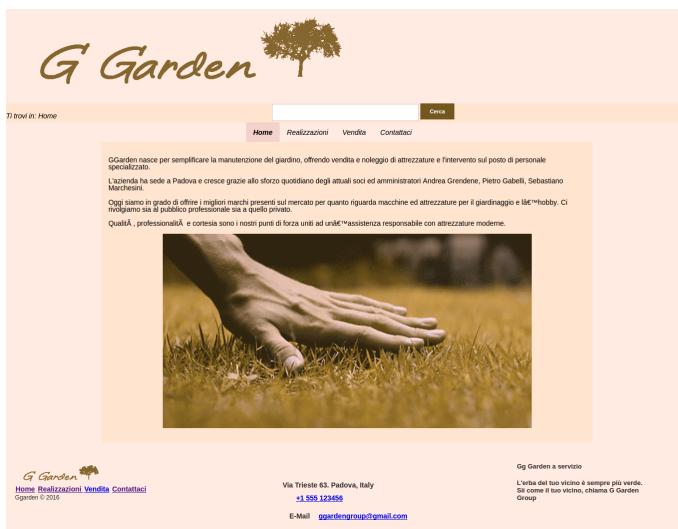 G Garden
Ti trovi in: Home
Cerca
Home Realizzazioni Vendita Contattaci
GGarden nasce per semplificare la manutenzione del giardino, offrendo vendita e noleggio di attrezzature e l'intervento sul posto di personale
specializzato.
L'azienda ha sede a Padova e cresce grazie allo sforzo quotidiano degli attuali soci ed amministratori Andrea Grendene, Pietro Gabelli, Sebastiano
Marchesini.
Oggi siamo in grado di offrire i migliori marchi presenti sul mercato per quanto riguarda macchine ed attrezzature per il giardinaggio e lâ€™hobby. Ci
rivolgiamo sia al pubblico professionale sia a quello privato.
QualitÃ , professionalitÃ  e cortesia sono i nostri punti di forza uniti ad unâ€™assistenza responsabile con attrezzature moderne.
G Garden
Home Realizzazioni Vendita Contattaci
Ggarden © 2016
Via Trieste 63. Padova, Italy
+1 555 123456
E-Mail ggardengroup@gmail.com
Gg Garden a servizio
L'erba del tuo vicino è sempre più verde.
Sii come il tuo vicino, chiama G Garden
Group